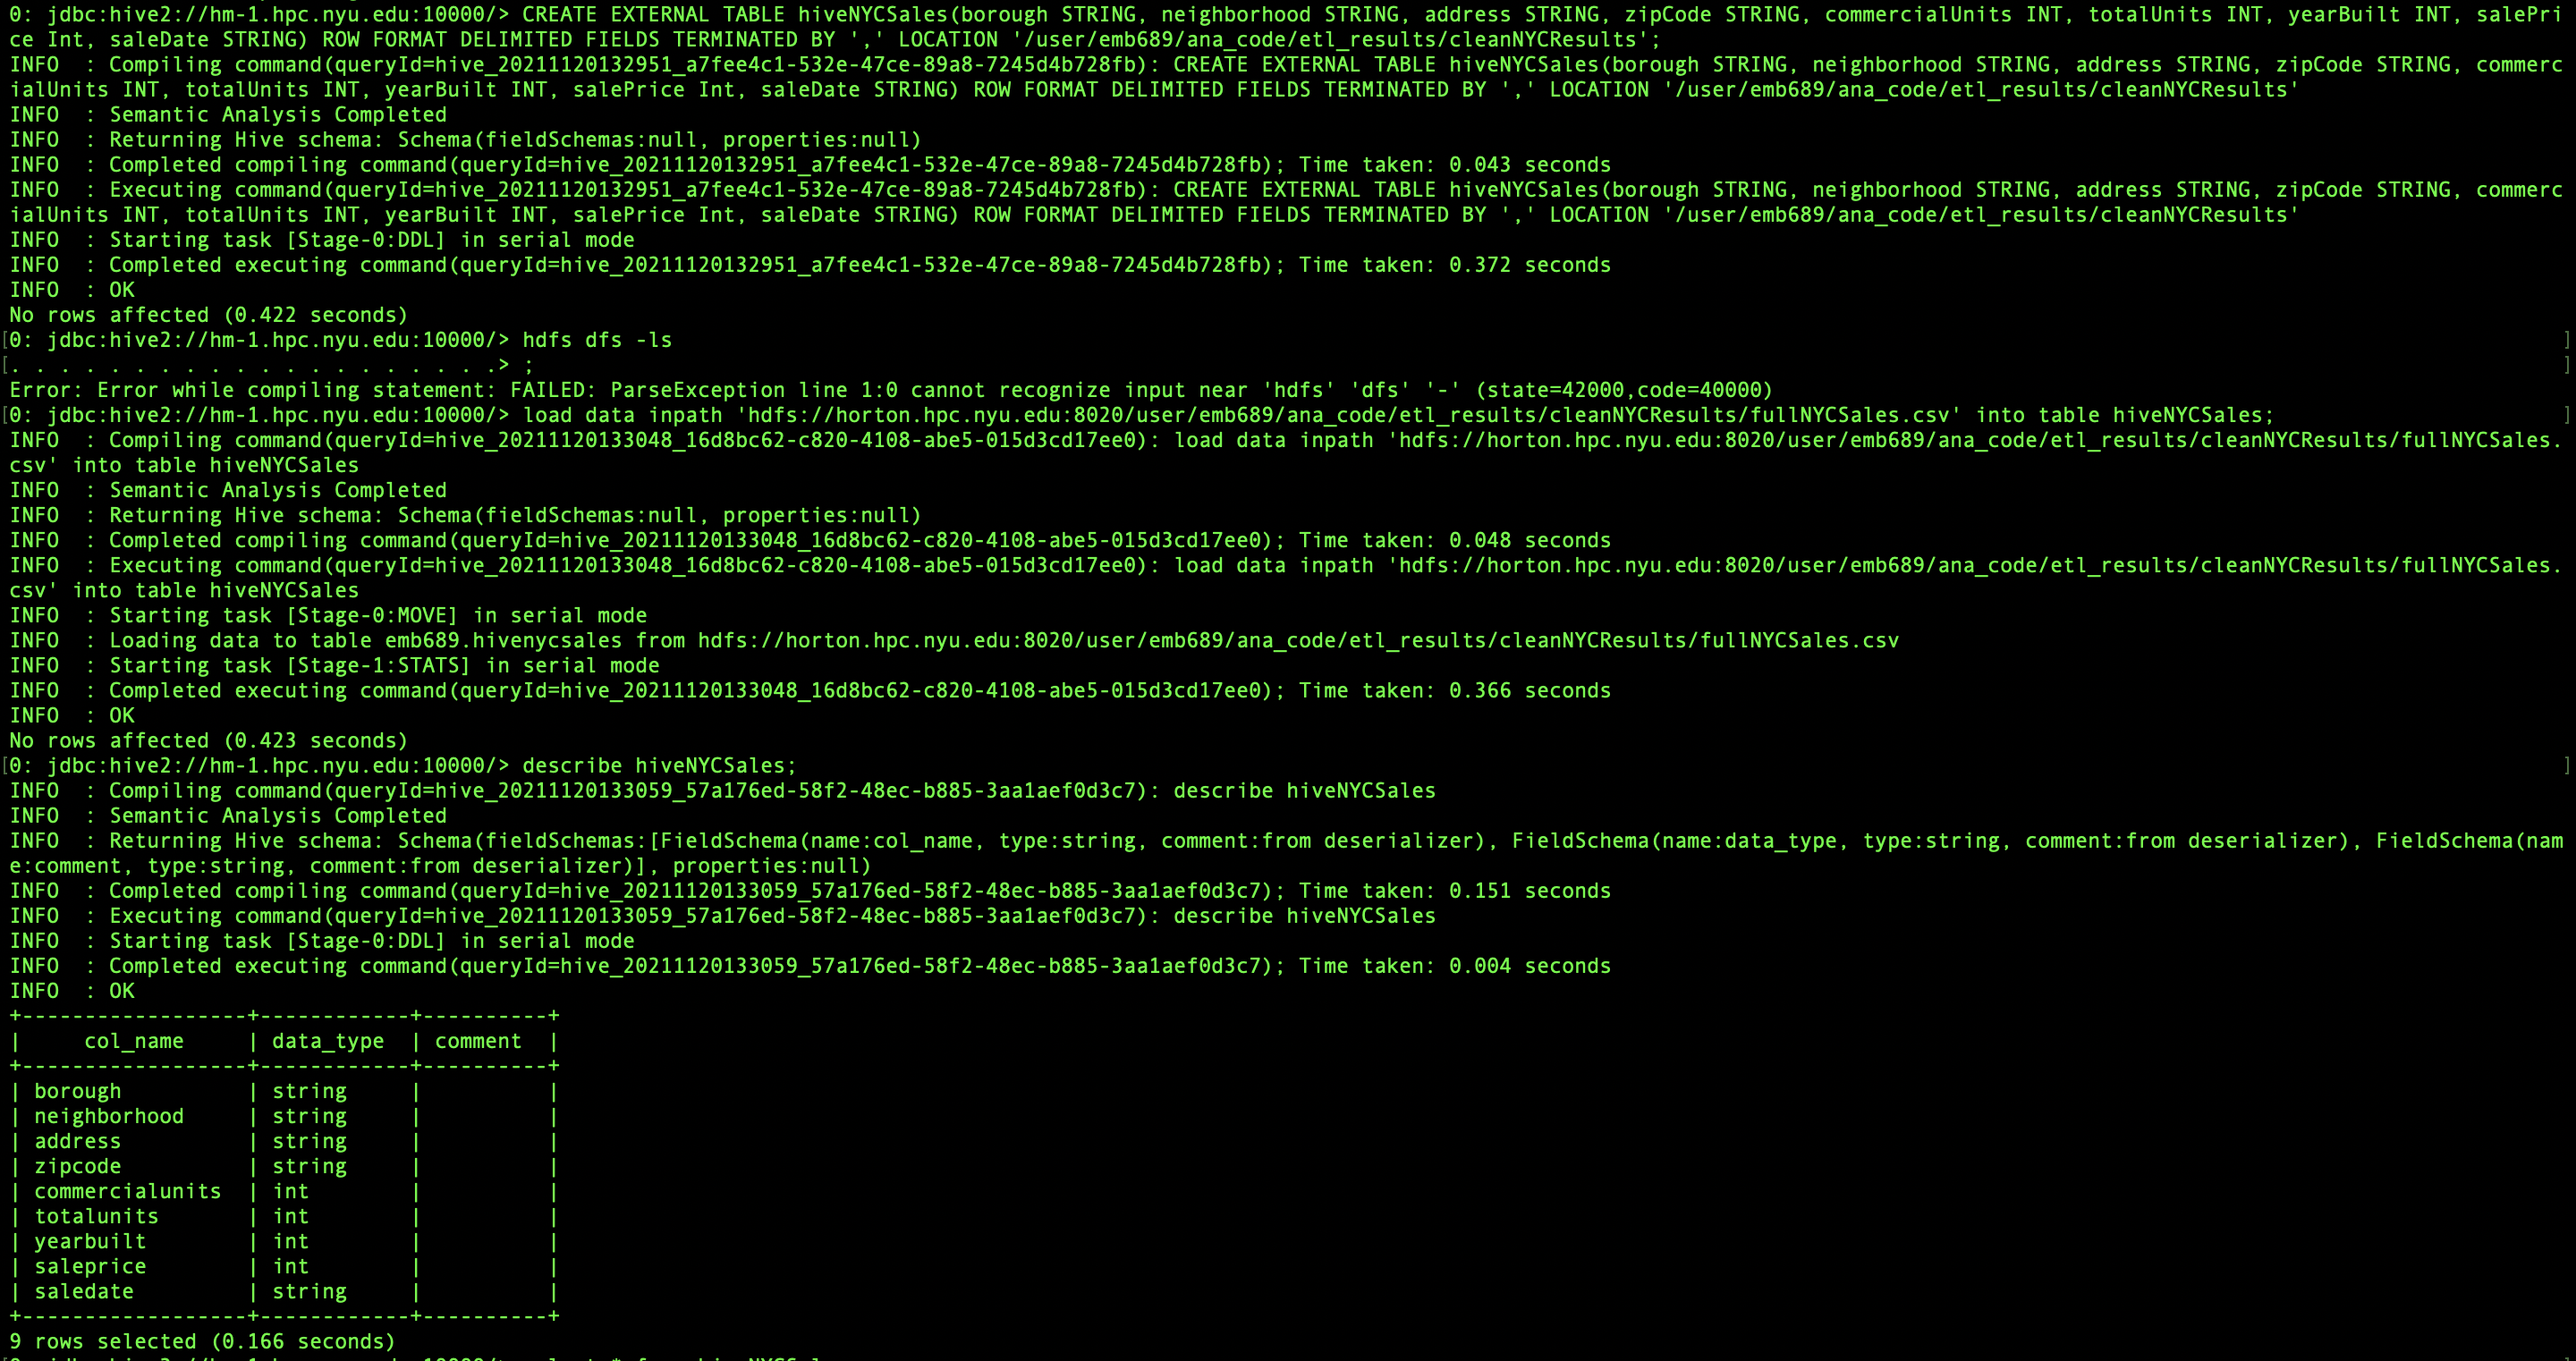 0: jdbc:hive2://hm-1.hpc.nyu.edu:10000/> CREATE EXTERNAL TABLE hiveNYCSales(borough STRING, neighborhood STRING, address STRING, zipCode STRING, commercialUnits INT, totalUnits INT, yearBuilt INT, salePri
ce Int, saleDate STRING) ROW FORMAT DELIMITED FIELDS TERMINATED BY ',' LOCATION '/user/emb689/ana_code/etl_results/cleanNYCResults';
INFO  : Compiling command(queryId=hive_20211120132951_a7fee4c1-532e-47ce-89a8-7245d4b728fb): CREATE EXTERNAL TABLE hiveNYCSales(borough STRING, neighborhood STRING, address STRING, zipCode STRING, commerc
ialUnits INT, totalUnits INT, yearBuilt INT, salePrice Int, saleDate STRING) ROW FORMAT DELIMITED FIELDS TERMINATED BY ',' LOCATION '/user/emb689/ana_code/etl_results/cleanNYCResults'
INFO  : Semantic Analysis Completed
INFO  : Returning Hive schema: Schema(fieldSchemas:null, properties:null)
INFO  : Completed compiling command(queryId=hive_20211120132951_a7fee4c1-532e-47ce-89a8-7245d4b728fb); Time taken: 0.043 seconds
INFO  : Executing command(queryId=hive_20211120132951_a7fee4c1-532e-47ce-89a8-7245d4b728fb): CREATE EXTERNAL TABLE hiveNYCSales(borough STRING, neighborhood STRING, address STRING, zipCode STRING, commerc
ialUnits INT, totalUnits INT, yearBuilt INT, salePrice Int, saleDate STRING) ROW FORMAT DELIMITED FIELDS TERMINATED BY ',' LOCATION '/user/emb689/ana_code/etl_results/cleanNYCResults'
INFO  : Starting task [Stage-0:DDL] in serial mode
INFO  : Completed executing command(queryId=hive_20211120132951_a7fee4c1-532e-47ce-89a8-7245d4b728fb); Time taken: 0.372 seconds
INFO  : OK
No rows affected (0.422 seconds)
[0: jdbc:hive2://hm-1.hpc.nyu.edu:10000/> hdfs dfs -ls ]
[. . . . . . . . . . . . . . . . . . . .> ; ]
Error: Error while compiling statement: FAILED: ParseException line 1:0 cannot recognize input near 'hdfs' 'dfs' '-' (state=42000,code=40000)
[0: jdbc:hive2://hm-1.hpc.nyu.edu:10000/> load data inpath 'hdfs://horton.hpc.nyu.edu:8020/user/emb689/ana_code/etl_results/cleanNYCResults/fullNYCSales.csv' into table hiveNYCSales; ]
INFO  : Compiling command(queryId=hive_20211120133048_16d8bc62-c820-4108-abe5-015d3cd17ee0): load data inpath 'hdfs://horton.hpc.nyu.edu:8020/user/emb689/ana_code/etl_results/cleanNYCResults/fullNYCSales.
csv' into table hiveNYCSales
INFO  : Semantic Analysis Completed
INFO  : Returning Hive schema: Schema(fieldSchemas:null, properties:null)
INFO  : Completed compiling command(queryId=hive_20211120133048_16d8bc62-c820-4108-abe5-015d3cd17ee0); Time taken: 0.048 seconds
INFO  : Executing command(queryId=hive_20211120133048_16d8bc62-c820-4108-abe5-015d3cd17ee0): load data inpath 'hdfs://horton.hpc.nyu.edu:8020/user/emb689/ana_code/etl_results/cleanNYCResults/fullNYCSales.
csv' into table hiveNYCSales
INFO  : Starting task [Stage-0:MOVE] in serial mode
INFO  : Loading data to table emb689.hivenycsales from hdfs://horton.hpc.nyu.edu:8020/user/emb689/ana_code/etl_results/cleanNYCResults/fullNYCSales.csv
INFO  : Starting task [Stage-1:STATS] in serial mode
INFO  : Completed executing command(queryId=hive_20211120133048_16d8bc62-c820-4108-abe5-015d3cd17ee0); Time taken: 0.366 seconds
INFO  : OK
No rows affected (0.423 seconds)
[0: jdbc:hive2://hm-1.hpc.nyu.edu:10000/> describe hiveNYCSales; ]
INFO  : Compiling command(queryId=hive_20211120133059_57a176ed-58f2-48ec-b885-3aa1aef0d3c7): describe hiveNYCSales
INFO  : Semantic Analysis Completed
INFO  : Returning Hive schema: Schema(fieldSchemas:[FieldSchema(name:col_name, type:string, comment:from deserializer), FieldSchema(name:data_type, type:string, comment:from deserializer), FieldSchema(nam
e:comment, type:string, comment:from deserializer)], properties:null)
INFO  : Completed compiling command(queryId=hive_20211120133059_57a176ed-58f2-48ec-b885-3aa1aef0d3c7); Time taken: 0.151 seconds
INFO  : Executing command(queryId=hive_20211120133059_57a176ed-58f2-48ec-b885-3aa1aef0d3c7): describe hiveNYCSales
INFO  : Starting task [Stage-0:DDL] in serial mode
INFO  : Completed executing command(queryId=hive_20211120133059_57a176ed-58f2-48ec-b885-3aa1aef0d3c7); Time taken: 0.004 seconds
INFO  : OK
+------------------+------------+----------+
|     col_name     | data_type  | comment  |
+------------------+------------+----------+
| borough          | string     |          |
| neighborhood     | string     |          |
| address          | string     |          |
| zipcode          | string     |          |
| commercialunits  | int        |          |
| totalunits       | int        |          |
| yearbuilt        | int        |          |
| saleprice        | int        |          |
| saledate         | string     |          |
+------------------+------------+----------+
9 rows selected (0.166 seconds)